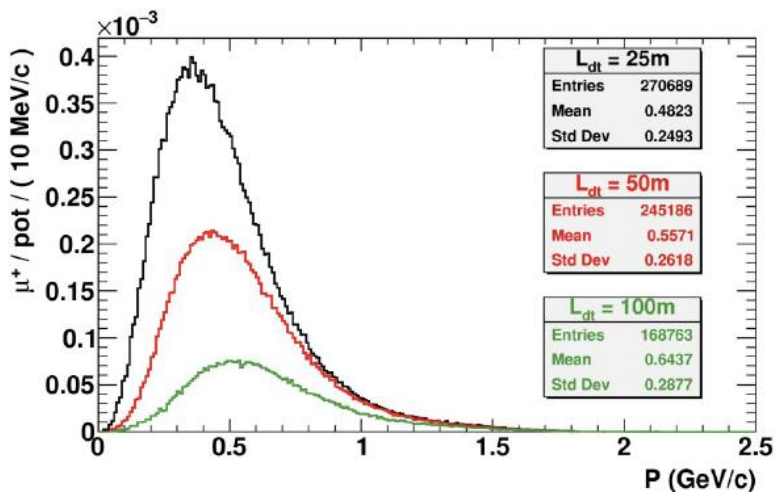 ×10⁻³
μ⁺ / pot / ( 10 MeV/c )
0.4
0.35
0.3
0.25
0.2
0.15
0.1
0.05
0
0 0.5 1 1.5 2 2.5
P (GeV/c)
L_dt = 25m
Entries 270689
Mean 0.4823
Std Dev 0.2493
L_dt = 50m
Entries 245186
Mean 0.5571
Std Dev 0.2618
L_dt = 100m
Entries 168763
Mean 0.6437
Std Dev 0.2877